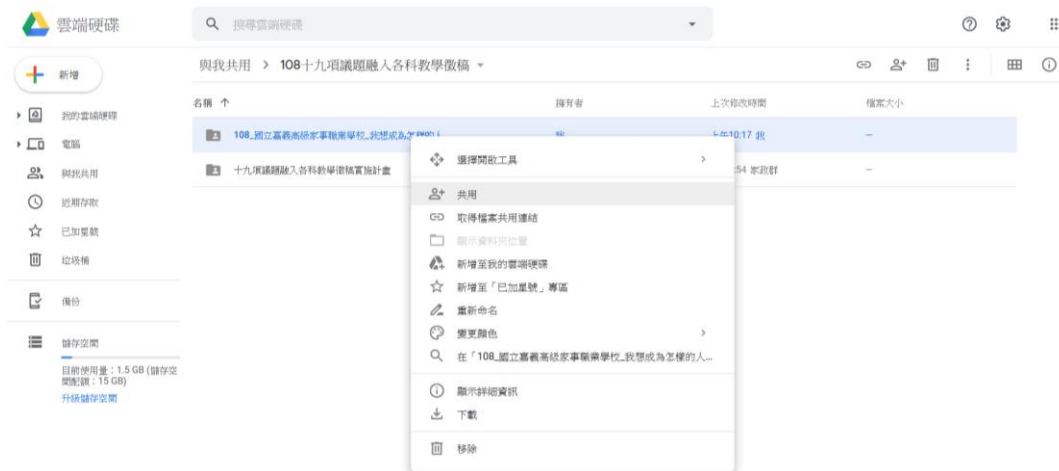 雲端硬碟
搜尋雲端硬碟
新增
與我共用 > 108十九項議題融入各科教學徵稿
名稱 ↑
擁有者
上次修改時間
檔案大小
我的雲端硬碟
電腦
與我共用
近期存取
已加星號
垃圾桶
備份
儲存空間
目前使用量：1.5 GB (儲存空
間配額：15 GB)
升級儲存空間
108_國立嘉義高級家事職業學校_我想成為怎樣的人
我
上午10:17 我
–
十九項議題融入各科教學徵稿實施計畫
:54 家政群
–
選擇開啟工具
共用
取得檔案共用連結
顯示資料夾位置
新增至我的雲端硬碟
新增至「已加星號」專區
重新命名
變更顏色
在「108_國立嘉義高級家事職業學校_我想成為怎樣的人...
顯示詳細資訊
下載
移除